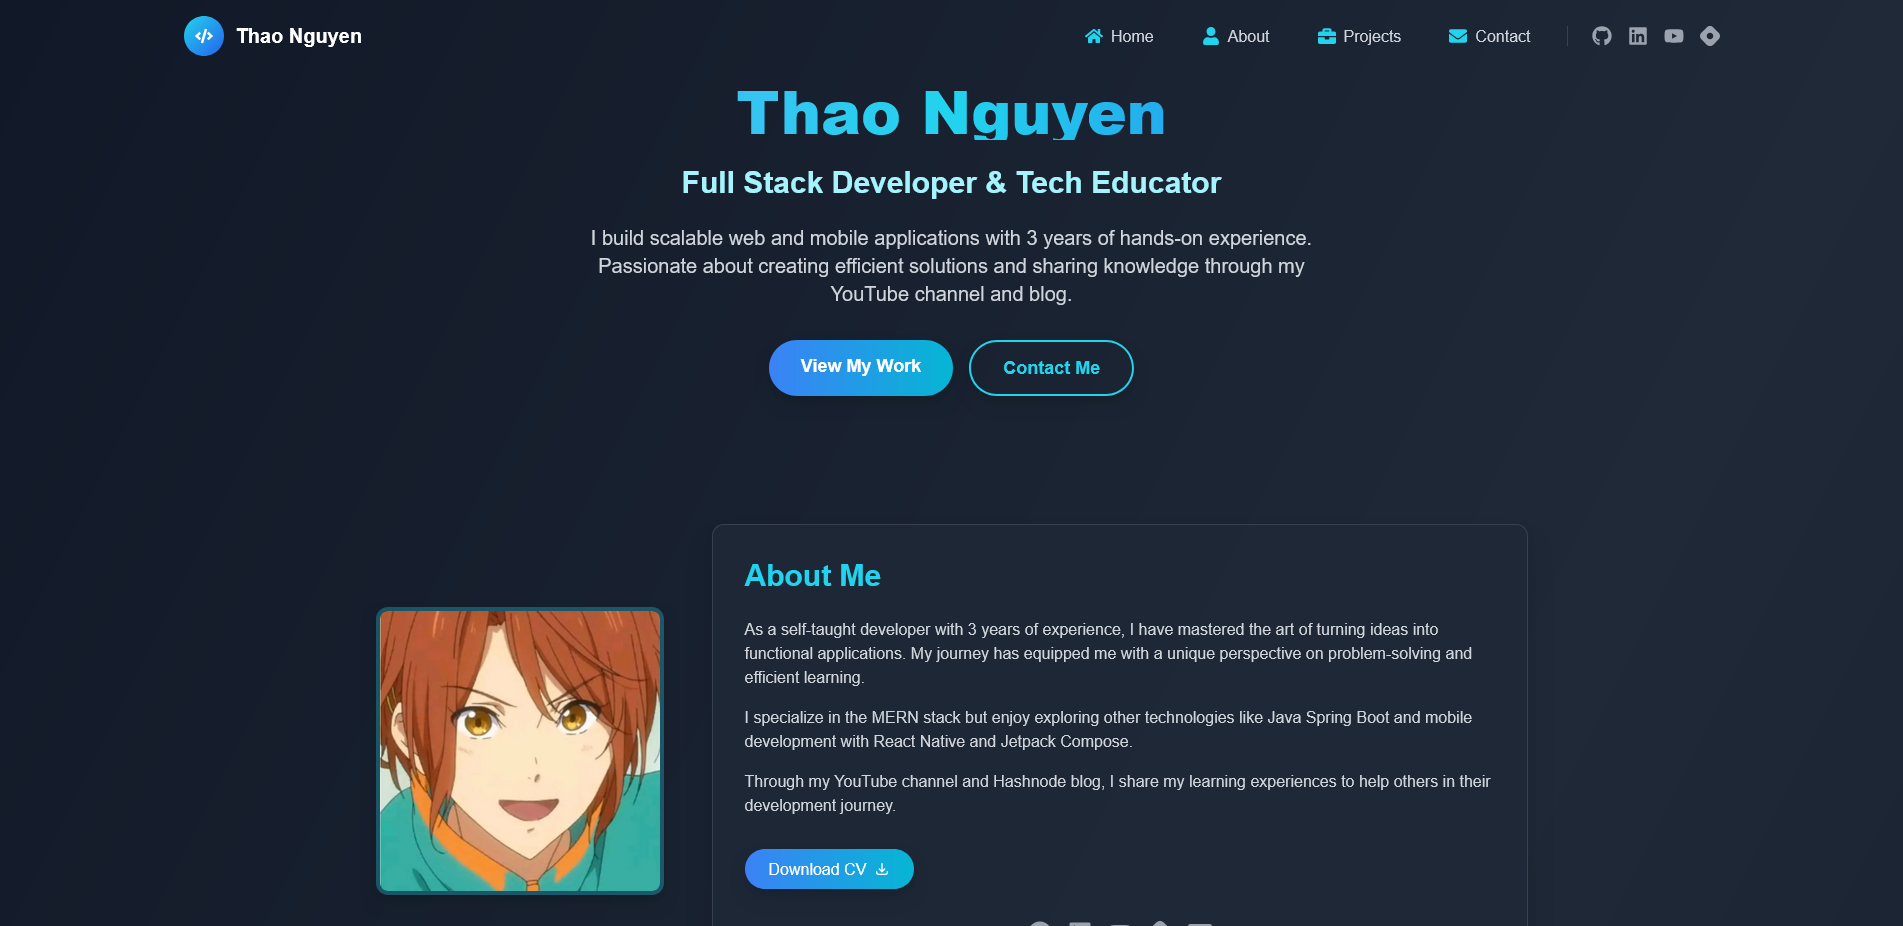 Thao Nguyen
Home
About
Projects
Contact
Thao Nguyen
Full Stack Developer & Tech Educator
I build scalable web and mobile applications with 3 years of hands-on experience.
Passionate about creating efficient solutions and sharing knowledge through my
YouTube channel and blog.
View My Work
Contact Me
About Me
As a self-taught developer with 3 years of experience, I have mastered the art of turning ideas into
functional applications. My journey has equipped me with a unique perspective on problem-solving and
efficient learning.
I specialize in the MERN stack but enjoy exploring other technologies like Java Spring Boot and mobile
development with React Native and Jetpack Compose.
Through my YouTube channel and Hashnode blog, I share my learning experiences to help others in their
development journey.
Download CV